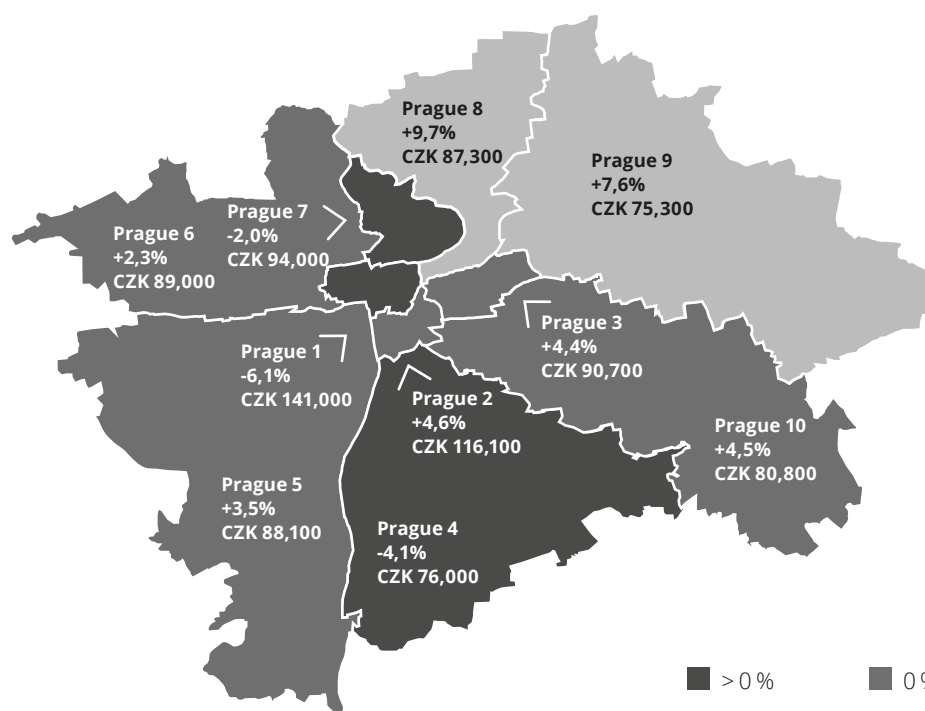 Prague 8
+9,7%
CZK 87,300
Prague 9
+7,6%
CZK 75,300
Prague 7
-2,0%
CZK 94,000
Prague 6
+2,3%
CZK 89,000
Prague 3
+4,4%
CZK 90,700
Prague 1
-6,1%
CZK 141,000
Prague 2
+4,6%
CZK 116,100
Prague 10
+4,5%
CZK 80,800
Prague 5
+3,5%
CZK 88,100
Prague 4
-4,1%
CZK 76,000
>0%
0